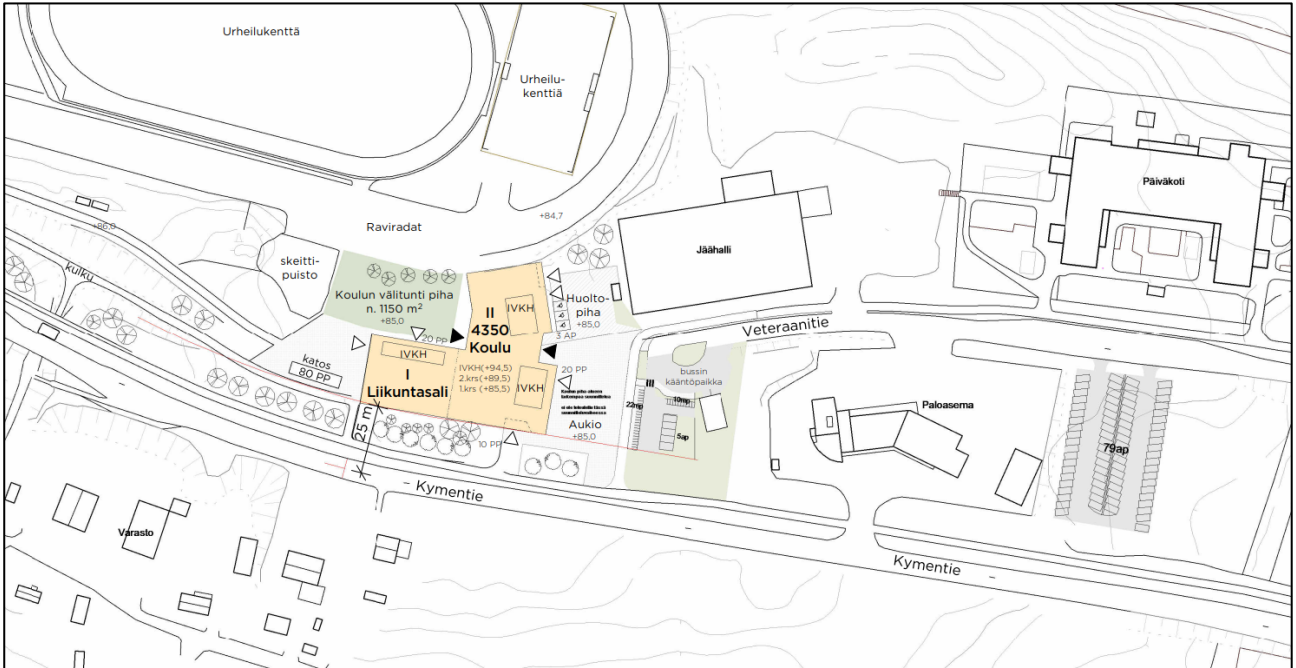 Urheilukenttä
Urheilu-
kenttiä
Päiväkoti
+84,7
+86,0
Raviradat
Jäähalli
skeitti-
puisto
kulku
Koulun välitunti piha
n. 1150 m²
+85,0
II
4350
Koulu
IVKH
Huolto-
piha
+85,0
3 AP
20 PP
IVKH
I
Liikuntasali
IVKH(+94,5)
2.krs(+89,5)
1.krs (+85,5)
IVKH
20 PP
Aukio
+85,0
10 PP
katos
80 PP
25 m
Veteraanitie
bussin
kääntöpaikka
22mp
10mp
5ap
Paloasema
79ap
Kymentie
Kymentie
Varasto